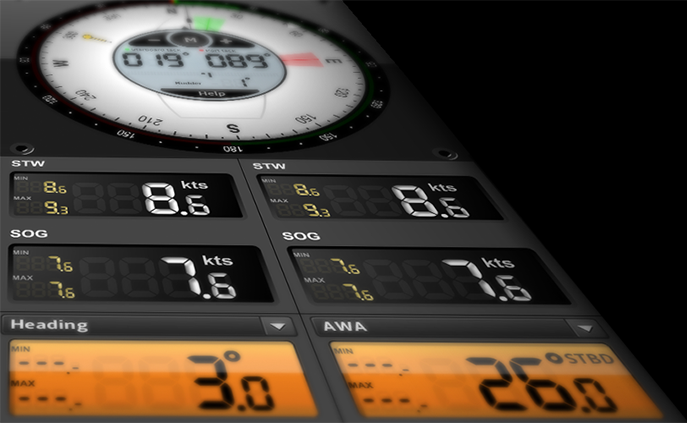 M
019° 089°
Help
W
E
240
210
S
150
120
150
180
STW
STW
MIN 8.6
MAX 9.3
8.6 kts
MIN 8.6
MAX 9.3
8.6 kts
SOG
SOG
MIN 7.6
MAX 7.6
7.6 kts
MIN 7.6
MAX 7.6
7.6 kts
Heading
AWA
MIN ---.-
MAX ---.-
3.0°
MIN ---.-
MAX ---.-
26.0° STBD